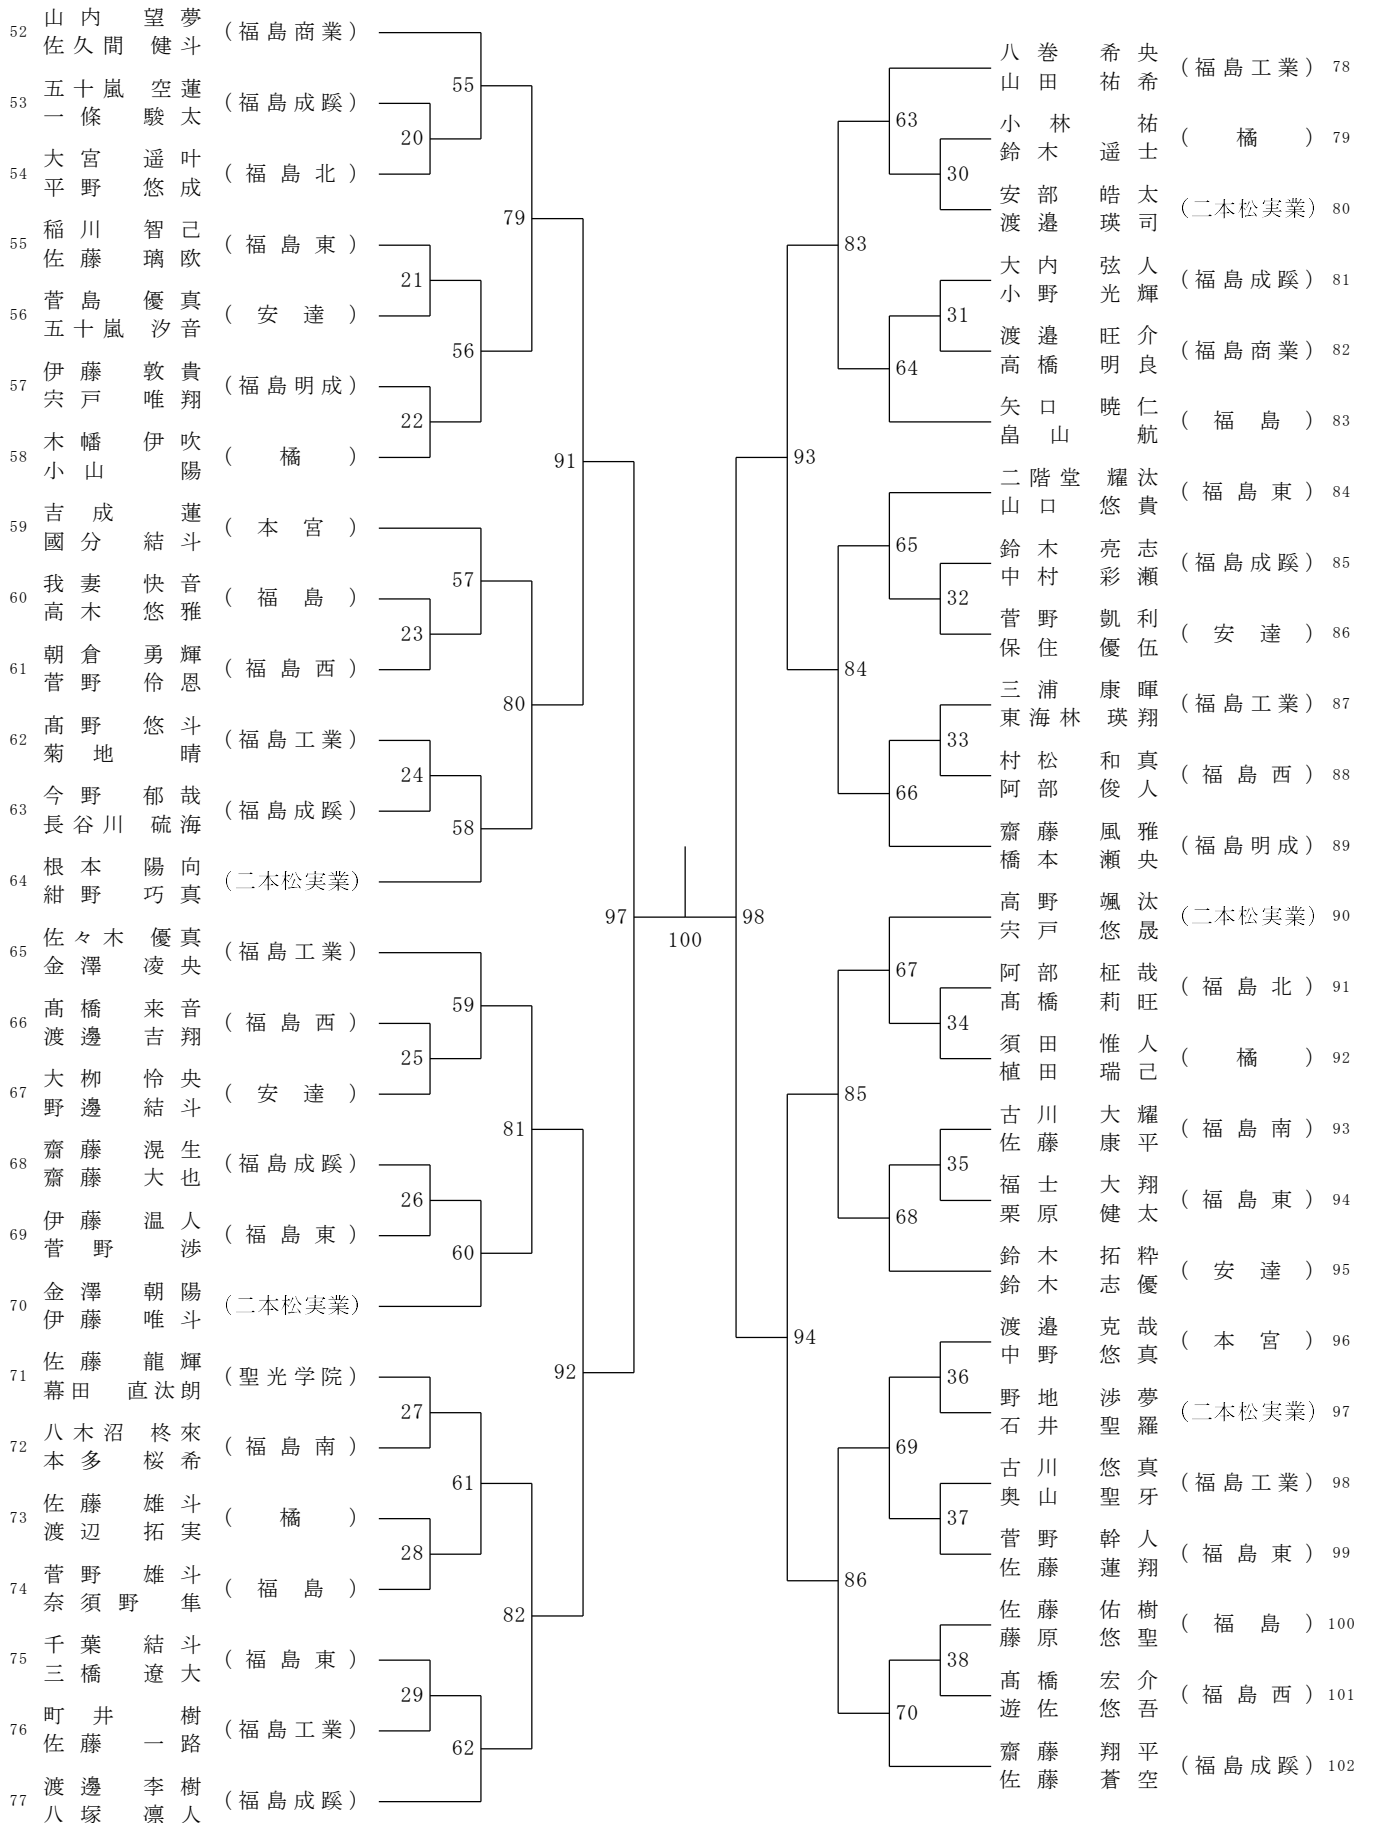 52 山内 望夢 (福島商業)
佐久間 健斗
53 五十嵐 空蓮 (福島成蹊)
一條 駿太
54 大宮 遥叶 (福島北)
平野 悠成
55 稲川 智己 (福島東)
佐藤 璃欧
56 菅島 優真 (安達)
五十嵐 汐音
57 伊藤 敦貴 (福島明成)
宍戸 唯翔
58 木幡 伊吹 (橘)
小山 陽
59 吉成 蓮 (本宮)
國分 結斗
60 我妻 快音 (福島)
高木 悠雅
61 朝倉 勇輝 (福島西)
菅野 伶恩
62 髙野 悠斗 (福島工業)
菊地 晴
63 今野 郁哉 (福島成蹊)
長谷川 硫海
64 根本 陽向 (二本松実業)
紺野 巧真
65 佐々木 優真 (福島工業)
金澤 凌央
66 髙橋 来音 (福島西)
渡邊 吉翔
67 大栁 怜央 (安達)
野邊 結斗
68 齋藤 滉生 (福島成蹊)
齋藤 大也
69 伊藤 温人 (福島東)
菅野 渉
70 金澤 朝陽 (二本松実業)
伊藤 唯斗
71 佐藤 龍輝 (聖光学院)
幕田 直汰朗
72 八木沼 柊來 (福島南)
本多 桜希
73 佐藤 雄斗 (橘)
渡辺 拓実
74 菅野 雄斗 (福島)
奈須野 隼
75 千葉 結斗 (福島東)
三橋 遼大
76 町井 樹 (福島工業)
佐藤 一路
77 渡邊 李樹 (福島成蹊)
八塚 凛人
55
20
79
21
56
22
91
57
23
80
24
58
97
59
25
81
26
60
92
27
61
28
82
29
62
100
98
63
30
83
31
64
93
65
32
84
33
66
67
34
85
35
68
94
36
69
37
86
38
70
八巻 希央 (福島工業) 78
山田 祐希
小林 祐 (橘) 79
鈴木 遥士
安部 皓太 (二本松実業) 80
渡邉 瑛司
大内 弦人 (福島成蹊) 81
小野 光輝
渡邉 旺介 (福島商業) 82
高橋 明良
矢口 暁仁 (福島) 83
畠山 航
二階堂 耀汰 (福島東) 84
山口 悠貴
鈴木 亮志 (福島成蹊) 85
中村 彩瀬
菅野 凱利 (安達) 86
保住 優伍
三浦 康暉 (福島工業) 87
東海林 瑛翔
村松 和真 (福島西) 88
阿部 俊人
齋藤 風雅 (福島明成) 89
橋本 瀬央
高野 颯汰 (二本松実業) 90
宍戸 悠晟
阿部 柾哉 (福島北) 91
髙橋 莉旺
須田 惟人 (橘) 92
植田 瑞己
古川 大耀 (福島南) 93
佐藤 康平
福士 大翔 (福島東) 94
栗原 健太
鈴木 拓粋 (安達) 95
鈴木 志優
渡邉 克哉 (本宮) 96
中野 悠真
野地 渉夢 (二本松実業) 97
石井 聖羅
古川 悠真 (福島工業) 98
奥山 聖牙
菅野 幹人 (福島東) 99
佐藤 蓮翔
佐藤 佑樹 (福島) 100
藤原 悠聖
髙橋 宏介 (福島西) 101
遊佐 悠吾
齋藤 翔平 (福島成蹊) 102
佐藤 蒼空